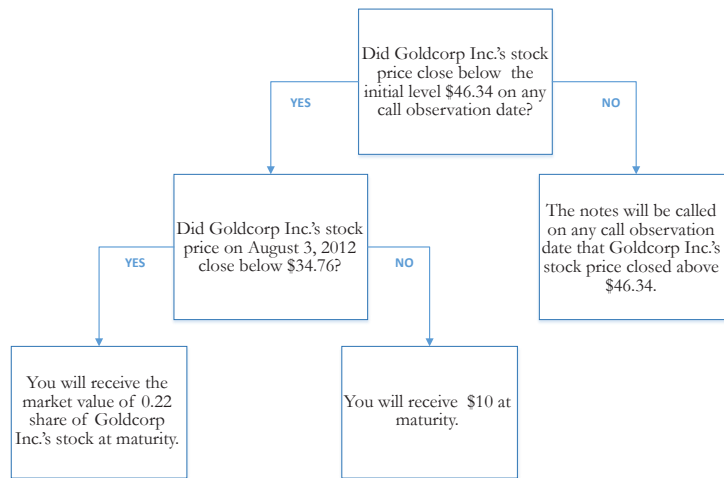 Did Goldcorp Inc.'s stock
price close below the
initial level $46.34 on any
call observation date?
YES
NO
Did Goldcorp Inc.'s stock
price on August 3, 2012
close below $34.76?
The notes will be called
on any call observation
date that Goldcorp Inc.'s
stock price closed above
$46.34.
YES
NO
You will receive the
market value of 0.22
share of Goldcorp
Inc.'s stock at maturity.
You will receive $10 at
maturity.